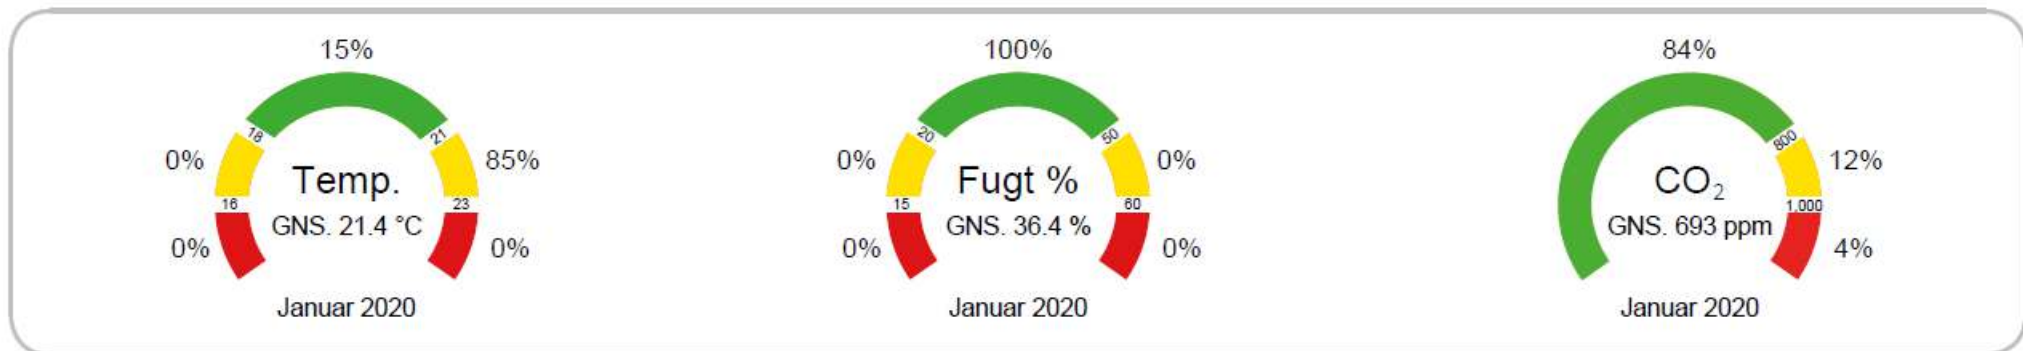 15%
18
21
0%
85%
Temp.
16
23
GNS. 21.4 °C
0%
0%
Januar 2020
100%
20
50
0%
0%
Fugt %
15
60
GNS. 36.4 %
0%
0%
Januar 2020
84%
800
12%
CO₂
1,000
GNS. 693 ppm
4%
Januar 2020